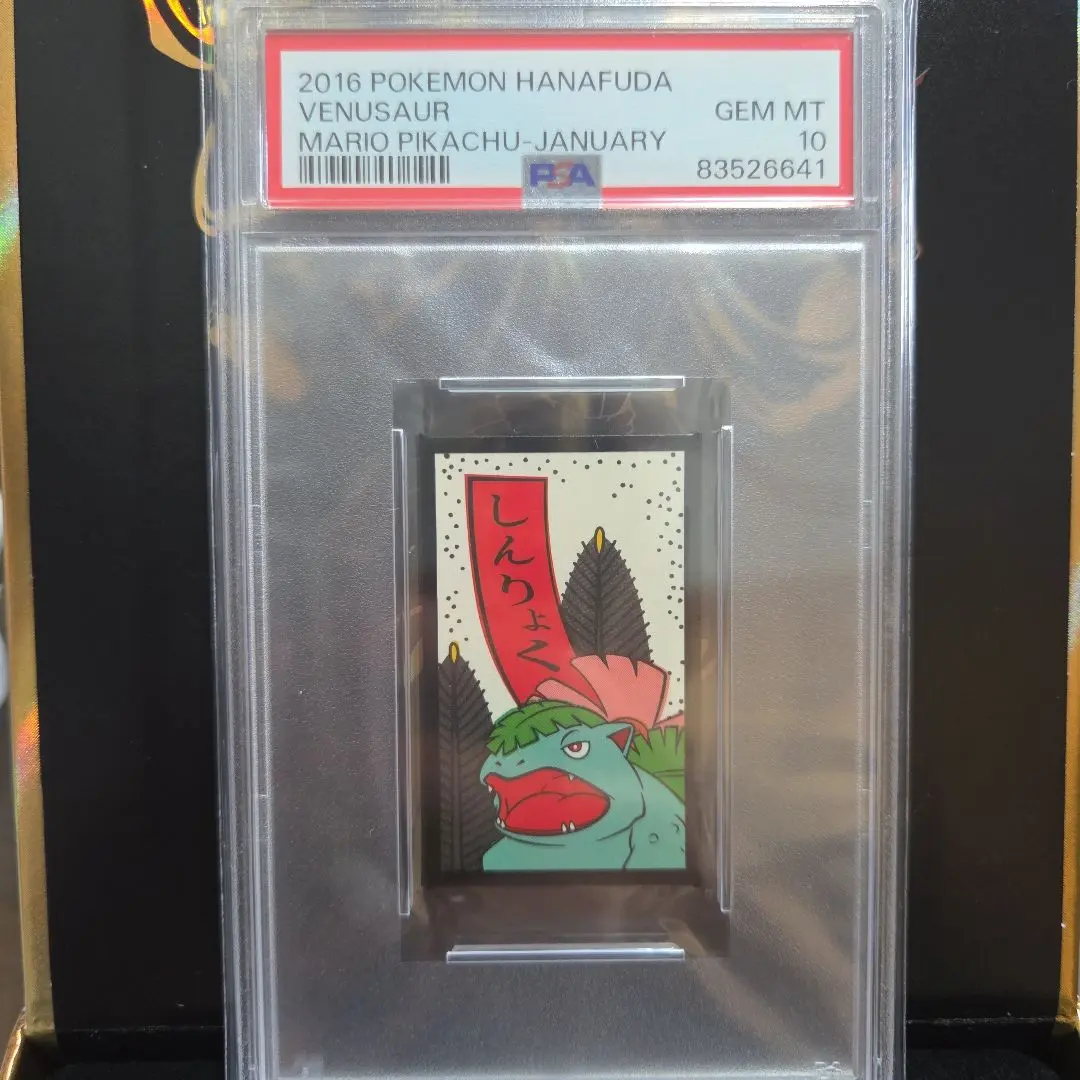 2016 POKEMON HANAFUDA
VENUSAUR GEM MT
MARIO PIKACHU-JANUARY 10
PSA 83526641
しんりょく